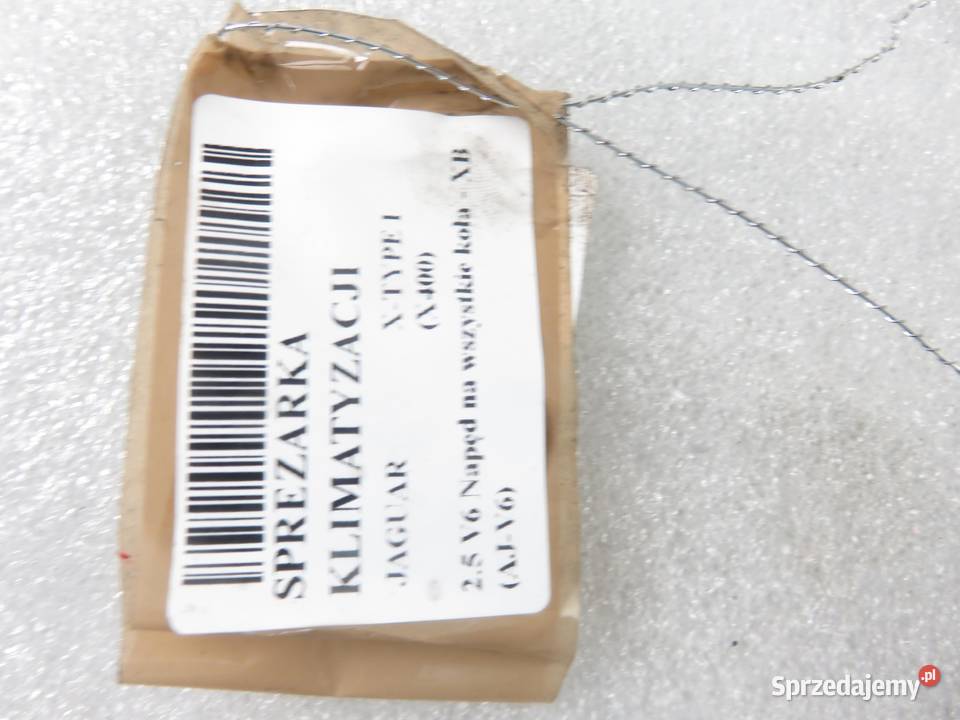 SPREZARKA
KLIMATYZACJI
JAGUAR X-TYPE I
(X400)
2.5 V6 Napęd na wszystkie koła - XB
(AJ-V6)
Sprzedajemy.pl